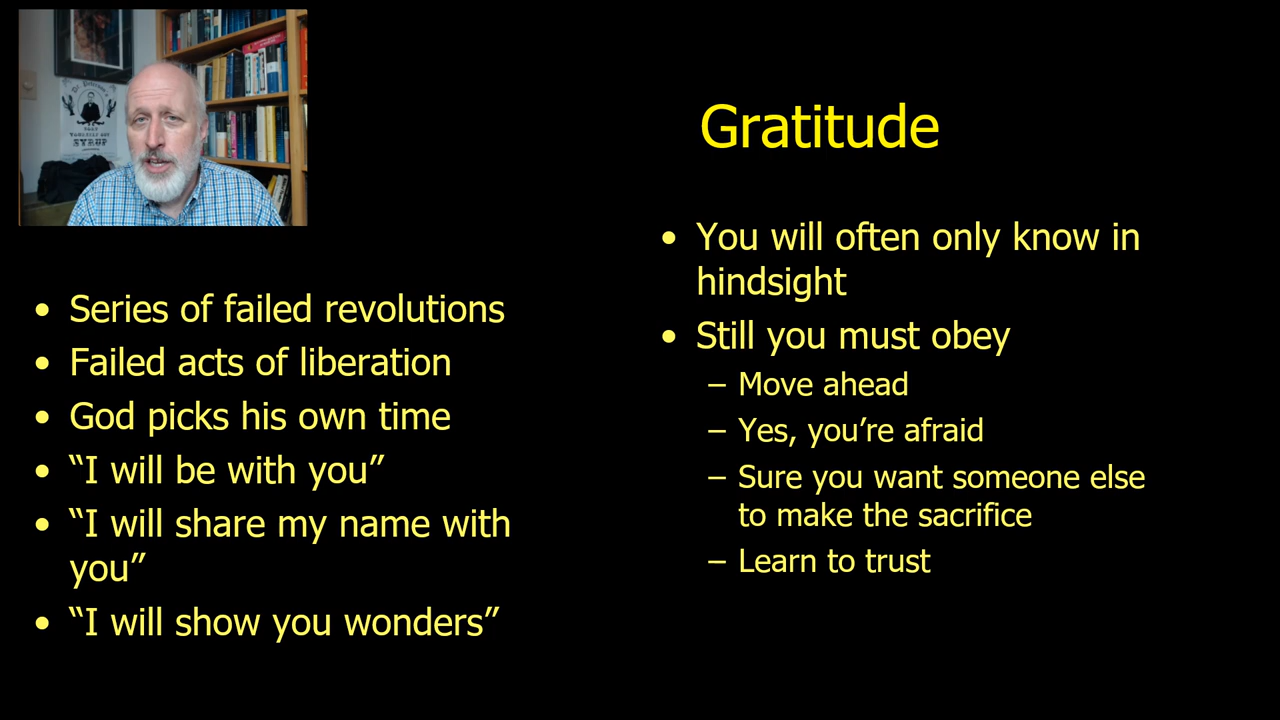 SYRUP
Series of failed revolutions
Failed acts of liberation
God picks his own time
“I will be with you”
“I will share my name with
you”
“I will show you wonders”
Gratitude
• You will often only know in
hindsight
• Still you must obey
– Move ahead
– Yes, you’re afraid
– Sure you want someone else
to make the sacrifice
– Learn to trust